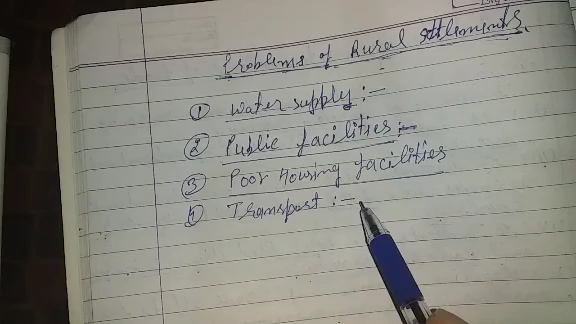 Problems of Rural settlements
① Water supply :-
② Public facilities :-
③ Poor Housing facilities
④ Transport :-